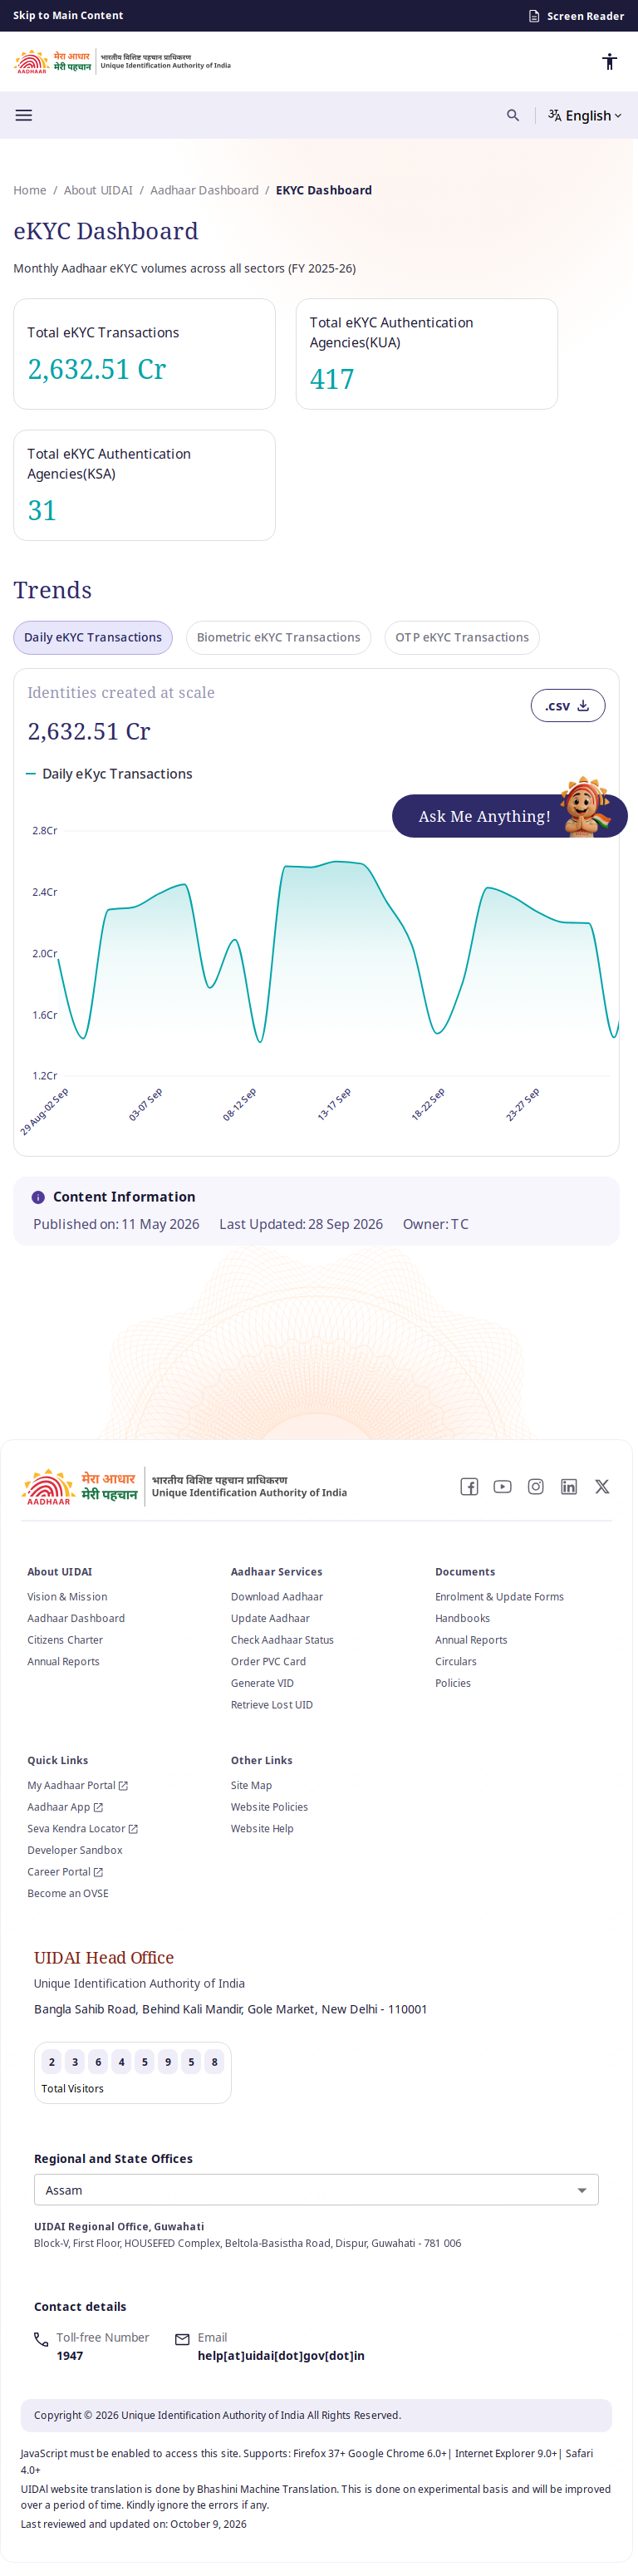 Skip to Main Content
Screen Reader
मेरा आधार
मेरी पहचान
AADHAAR
भारतीय विशिष्ट पहचान प्राधिकरण
Unique Identification Authority of India
English
Home / About UIDAI / Aadhaar Dashboard / EKYC Dashboard
eKYC Dashboard
Monthly Aadhaar eKYC volumes across all sectors (FY 2025-26)
Total eKYC Transactions
2,632.51 Cr
Total eKYC Authentication
Agencies(KUA)
417
Total eKYC Authentication
Agencies(KSA)
31
Trends
Daily eKYC Transactions
Biometric eKYC Transactions
OTP eKYC Transactions
Identities created at scale
.csv
2,632.51 Cr
Daily eKyc Transactions
Ask Me Anything!
2.8Cr
2.4Cr
2.0Cr
1.6Cr
1.2Cr
29 Aug-02 Sep
03-07 Sep
08-12 Sep
13-17 Sep
18-22 Sep
23-27 Sep
Content Information
Published on: 11 May 2026 Last Updated: 28 Sep 2026 Owner: TC
मेरा आधार
मेरी पहचान
AADHAAR
भारतीय विशिष्ट पहचान प्राधिकरण
Unique Identification Authority of India
About UIDAI
Vision & Mission
Aadhaar Dashboard
Citizens Charter
Annual Reports
Aadhaar Services
Download Aadhaar
Update Aadhaar
Check Aadhaar Status
Order PVC Card
Generate VID
Retrieve Lost UID
Documents
Enrolment & Update Forms
Handbooks
Annual Reports
Circulars
Policies
Quick Links
My Aadhaar Portal
Aadhaar App
Seva Kendra Locator
Developer Sandbox
Career Portal
Become an OVSE
Other Links
Site Map
Website Policies
Website Help
UIDAI Head Office
Unique Identification Authority of India
Bangla Sahib Road, Behind Kali Mandir, Gole Market, New Delhi - 110001
2 3 6 4 5 9 5 8
Total Visitors
Regional and State Offices
Assam
UIDAI Regional Office, Guwahati
Block-V, First Floor, HOUSEFED Complex, Beltola-Basistha Road, Dispur, Guwahati - 781 006
Contact details
Toll-free Number
1947
Email
help[at]uidai[dot]gov[dot]in
Copyright © 2026 Unique Identification Authority of India All Rights Reserved.
JavaScript must be enabled to access this site. Supports: Firefox 37+ Google Chrome 6.0+| Internet Explorer 9.0+| Safari
4.0+
UIDAI website translation is done by Bhashini Machine Translation. This is done on experimental basis and will be improved
over a period of time. Kindly ignore the errors if any.
Last reviewed and updated on: October 9, 2026